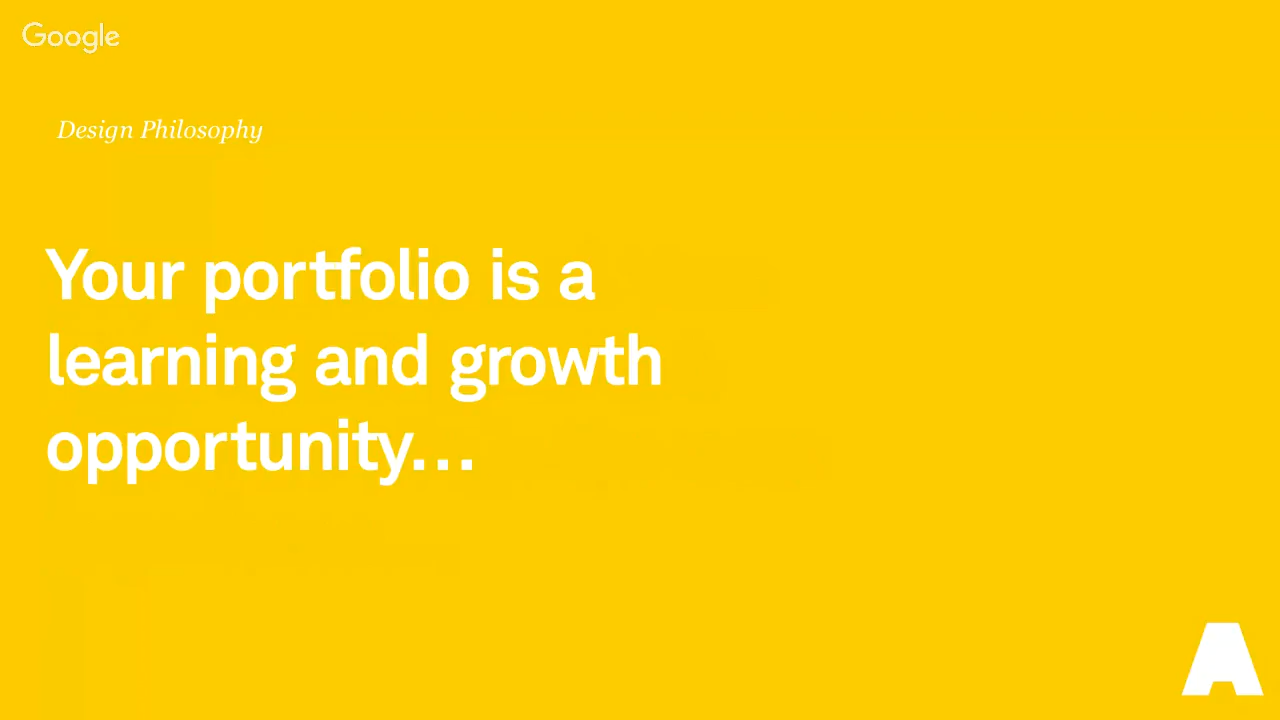 Google
Design Philosophy
Your portfolio is a
learning and growth
opportunity...
A